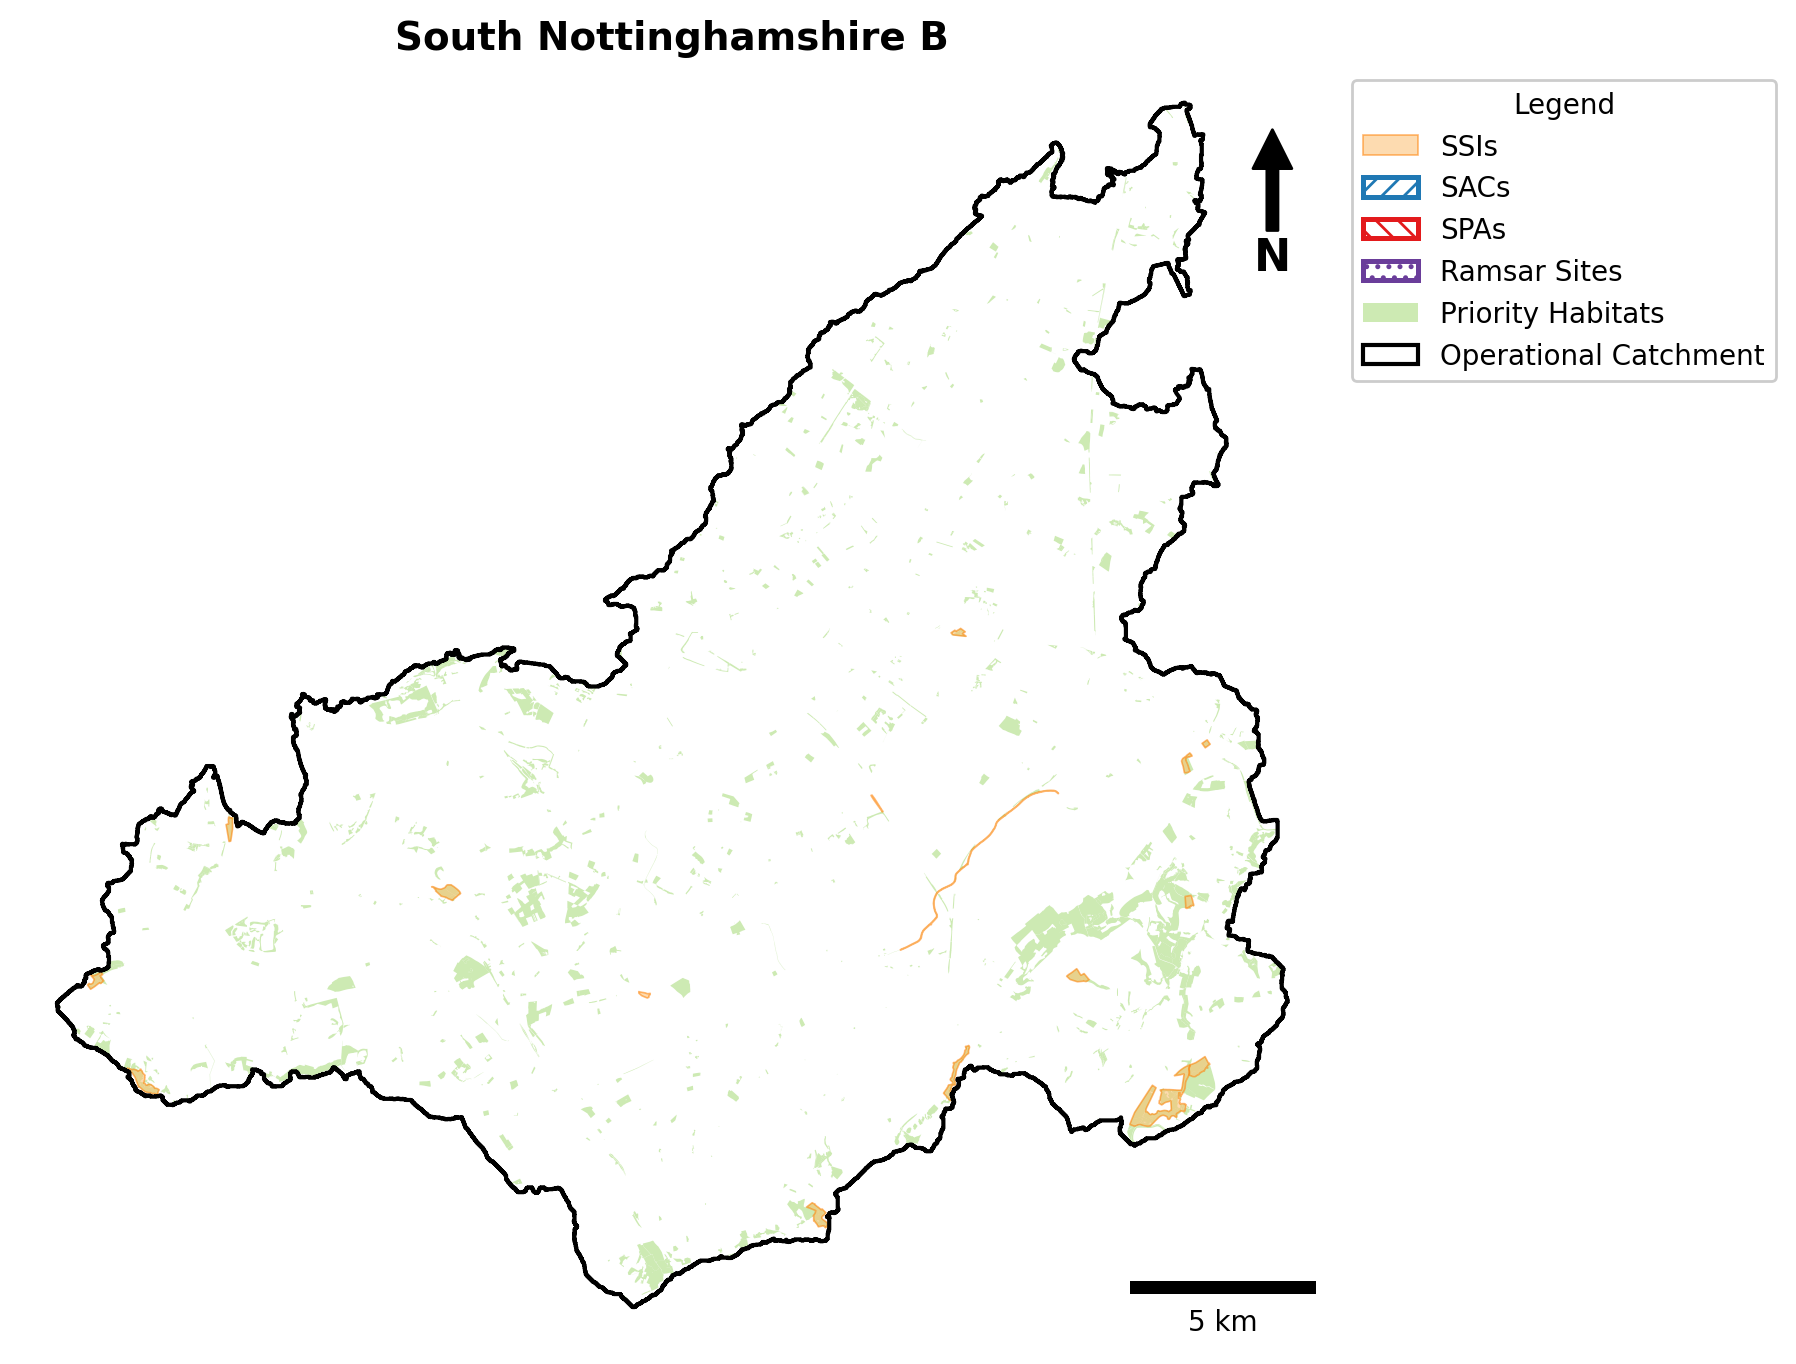 South Nottinghamshire B
Legend
SSIs
SACs
SPAs
Ramsar Sites
Priority Habitats
Operational Catchment
N
5 km